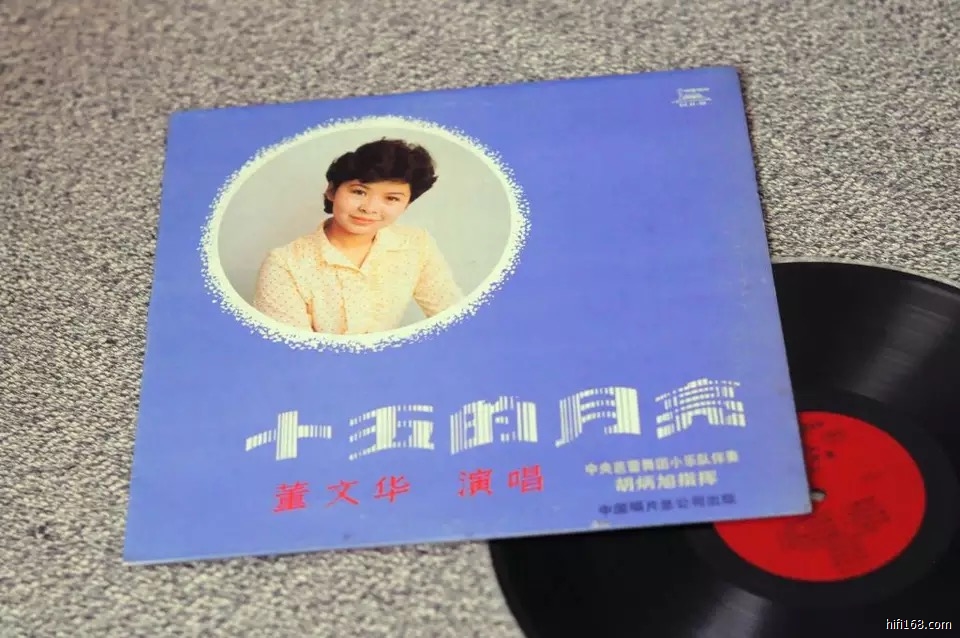 十五的月亮
董文华 演唱
中央芭蕾舞团小乐队伴奏
胡炳旭指挥
中国唱片总公司出版
hifi168.com